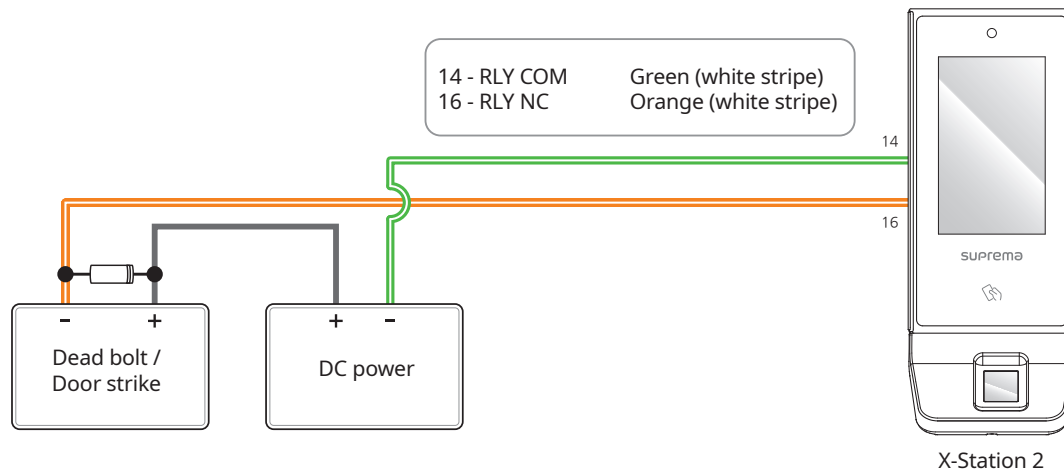 14 - RLY COM Green (white stripe)
16 - RLY NC Orange (white stripe)
14
16
suprema
- +
Dead bolt /
Door strike
+ -
DC power
X-Station 2